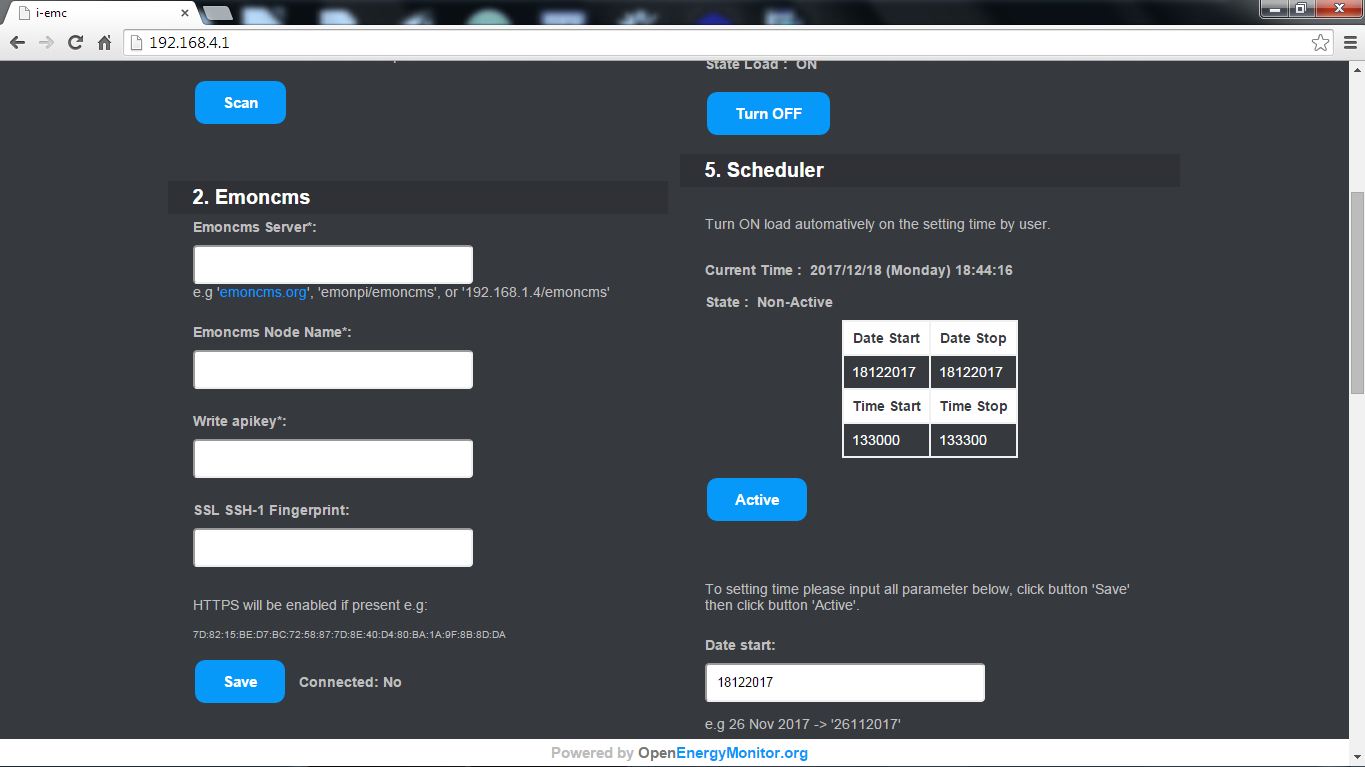 i-emc
192.168.4.1
Scan
2. Emoncms
Emoncms Server*:
e.g 'emoncms.org', 'emonpi/emoncms', or '192.168.1.4/emoncms'
Emoncms Node Name*:
Write apikey*:
SSL SSH-1 Fingerprint:
HTTPS will be enabled if present e.g:
7D:82:15:BE:D7:BC:72:58:87:7D:8E:40:D4:80:BA:1A:9F:8B:8D:DA
Save Connected: No
State Load : ON
Turn OFF
5. Scheduler
Turn ON load automatively on the setting time by user.
Current Time : 2017/12/18 (Monday) 18:44:16
State : Non-Active
Date Start Date Stop
18122017 18122017
Time Start Time Stop
133000 133300
Active
To setting time please input all parameter below, click button 'Save'
then click button 'Active'.
Date start:
18122017
e.g 26 Nov 2017 -> '26112017'
Powered by OpenEnergyMonitor.org